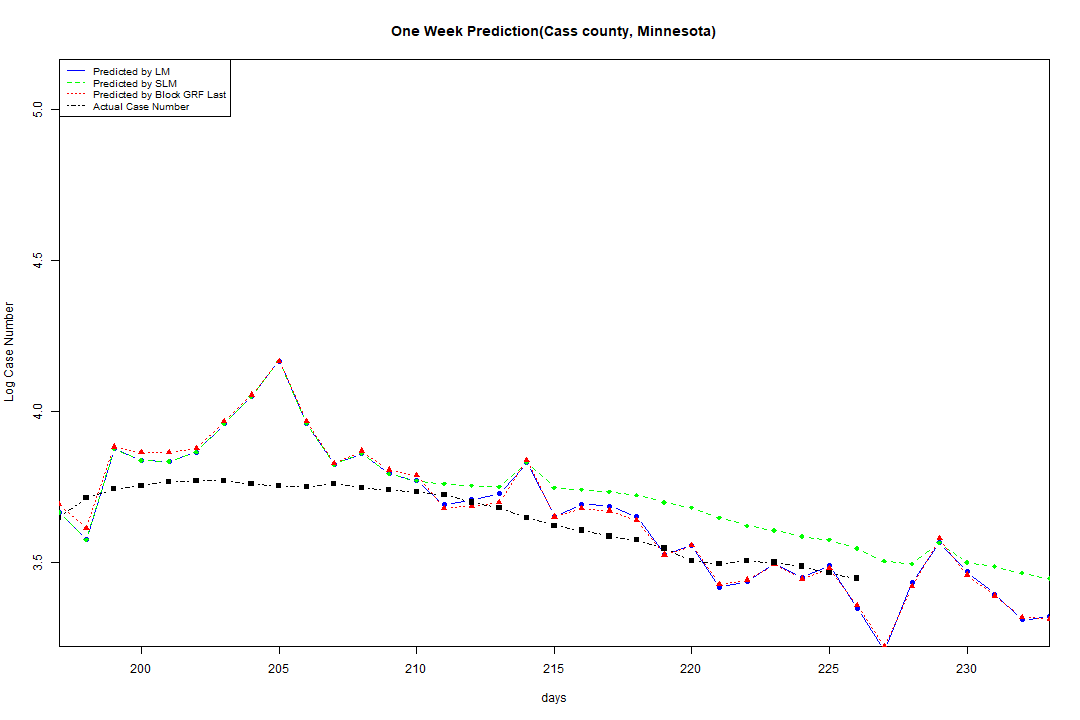 One Week Prediction(Cass county, Minnesota)
Predicted by LM
Predicted by SLM
Predicted by Block GRF Last
Actual Case Number
5.0
4.5
4.0
3.5
Log Case Number
200 205 210 215 220 225 230
days